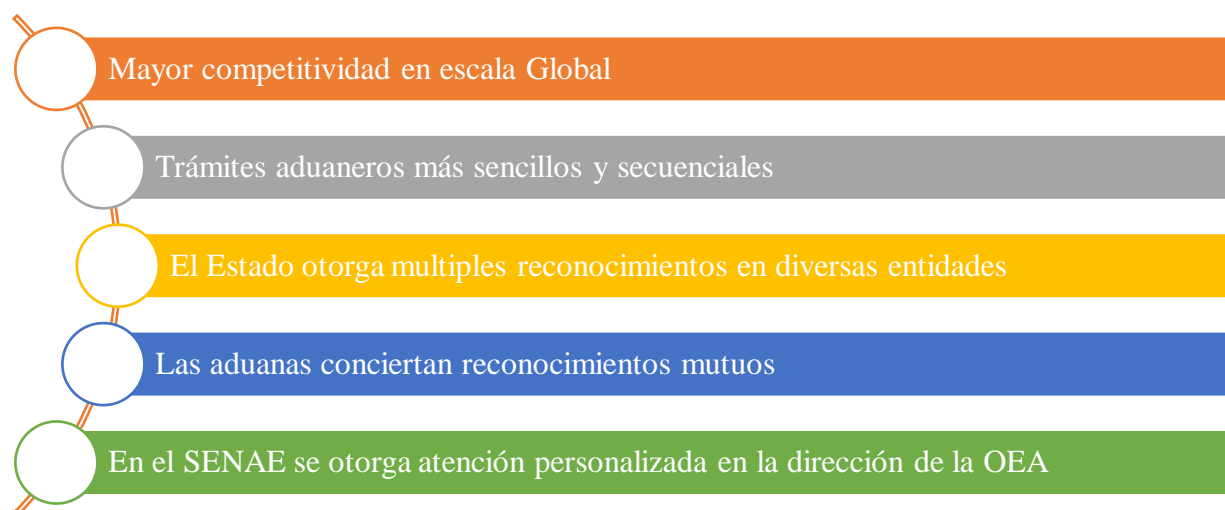 Mayor competitividad en escala Global
Trámites aduaneros más sencillos y secuenciales
El Estado otorga multiples reconocimientos en diversas entidades
Las aduanas conciertan reconocimientos mutuos
En el SENAE se otorga atención personalizada en la dirección de la OEA